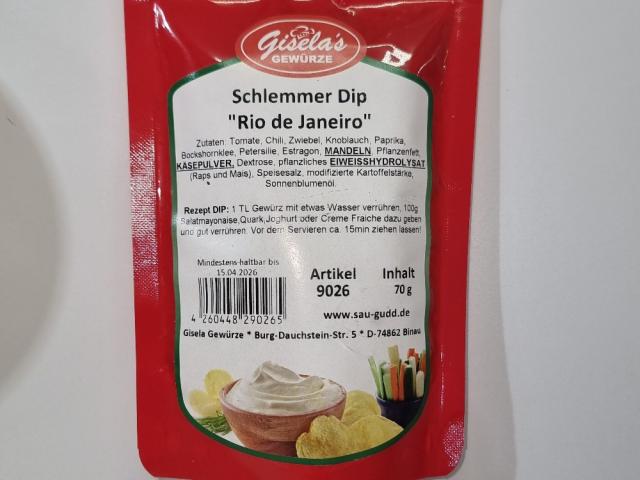 Gisela's
GEWÜRZE
Schlemmer Dip
"Rio de Janeiro"
Zutaten: Tomate, Chili, Zwiebel, Knoblauch, Paprika,
Bockshornklee, Petersilie, Estragon, MANDELN, Pflanzenfett,
KÄSEPULVER, Dextrose, pflanzliches EIWEISSHYDROLYSAT
(Raps und Mais), Speisesalz, modifizierte Kartoffelstärke,
Sonnenblumenöl.
Rezept DIP: 1 TL Gewürz mit etwas Wasser verrühren, 100g
Salatmayonaise,Quark,Joghurt oder Creme Fraiche dazu geben
und gut verrühren. Vor dem Servieren ca. 15min ziehen lassen!
Mindestens haltbar bis
15.04.2026
Artikel Inhalt
9026 70 g
4 260448 290265
www.sau-gudd.de
Gisela Gewürze * Burg-Dauchstein-Str. 5 * D-74862 Binau